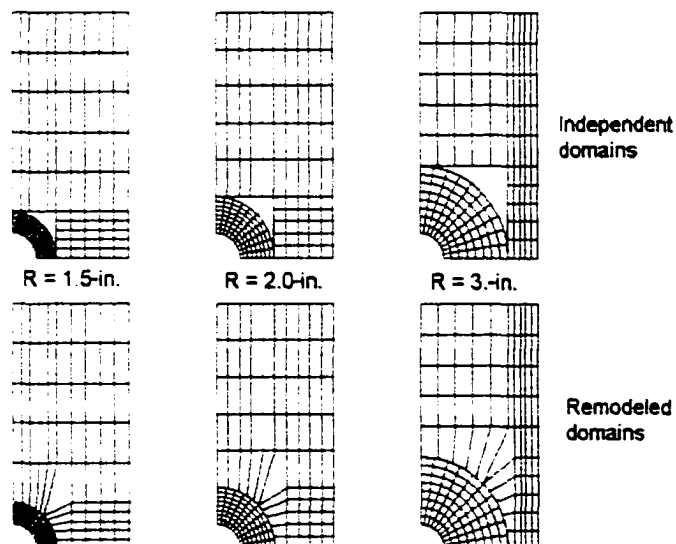 Independent
domains
R = 1.5-in.
R = 2.0-in.
R = 3.-in.
Remodeled
domains